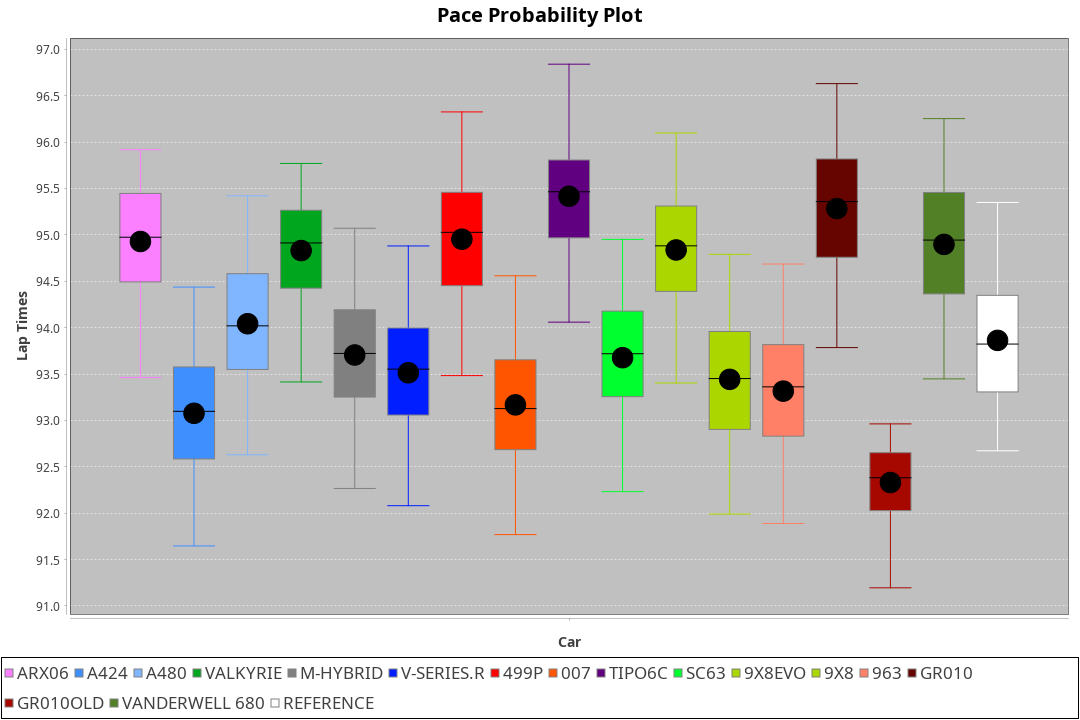 Pace Probability Plot
97.0
96.5
96.0
95.5
95.0
94.5
94.0
93.5
93.0
92.5
92.0
91.5
91.0
Lap Times
Car
ARX06 A424 A480 VALKYRIE M-HYBRID V-SERIES.R 499P 007 TIPO6C SC63 9X8EVO 9X8 963 GR010
GR010OLD VANDERWELL 680 REFERENCE